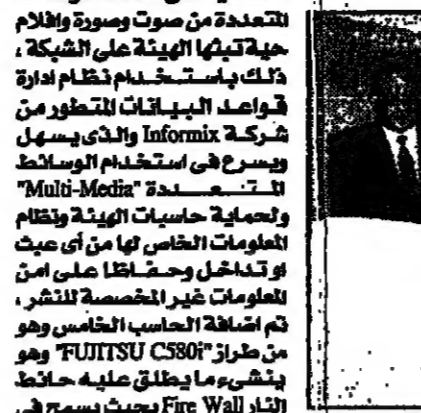 المتعددة من صوت وصورة وافلام
حية تبثها الهيئة على الشبكة ،
ذلك باستخدام نظام ادارة
قواعد البيانات المتطور من
شركة Informix والذى يسهل
ويسرع فى استخدام الوسائط
المتعددة "Multi-Media"
ولحماية حاسبات الهيئة ونظام
المعلومات الخاص لها من أى عبث
او تداخل وحفاظا على امن
المعلومات غير المخصصة للنشر ،
تم اضافة الحاسب الخامس وهو
من طراز "FUJITSU C580i" وهو
ينشىء ما يطلق عليه حائط
النار Fire Wall بحيث يسمح فى